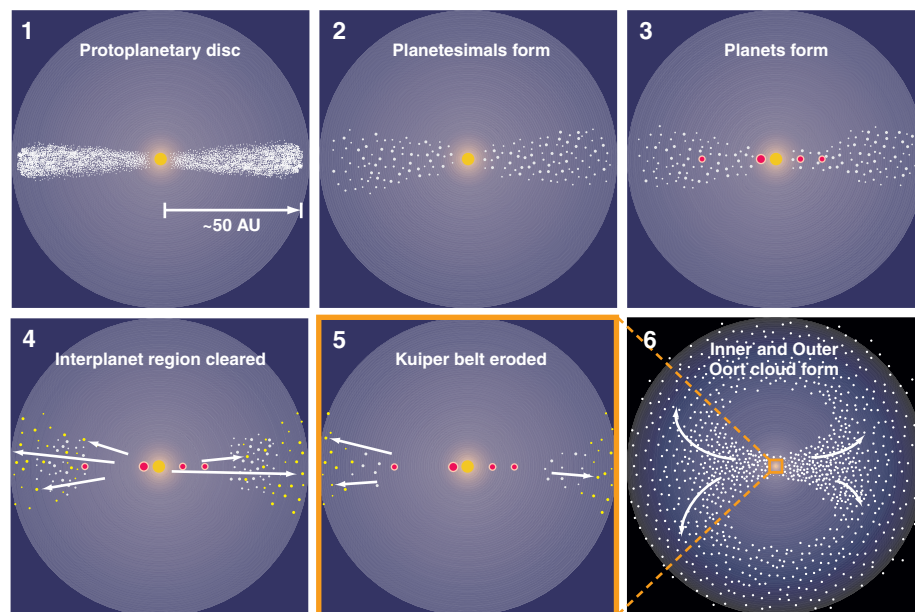 1
Protoplanetary disc
~50 AU
2
Planetesimals form
3
Planets form
4
Interplanet region cleared
5
Kuiper belt eroded
6
Inner and Outer
Oort cloud form